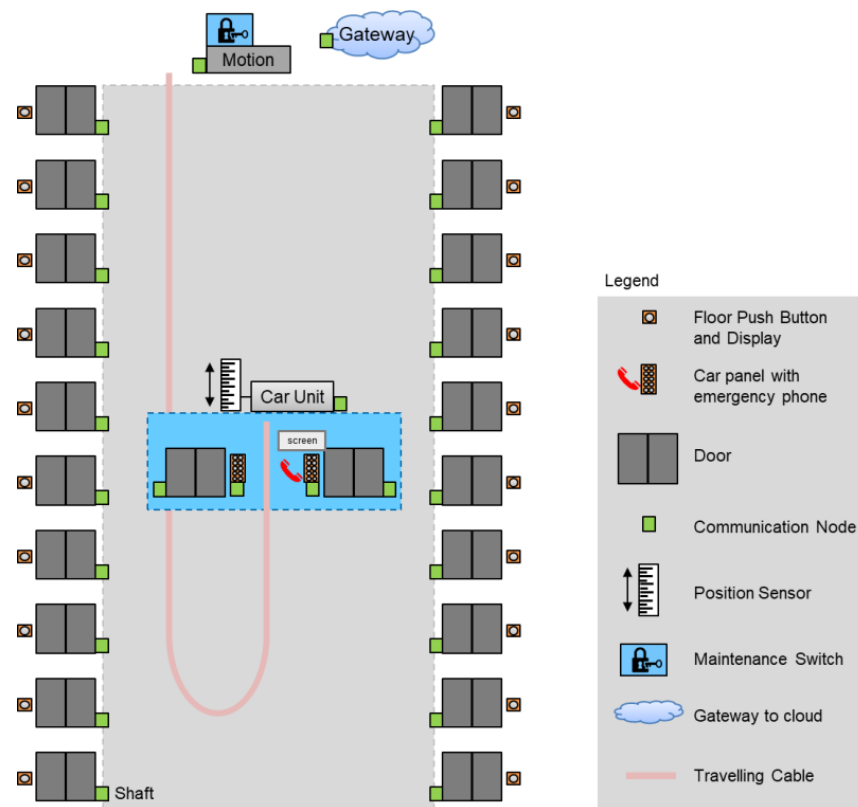 Gateway
Motion
Car Unit
screen
Shaft
Legend
Floor Push Button
and Display
Car panel with
emergency phone
Door
Communication Node
Position Sensor
Maintenance Switch
Gateway to cloud
Travelling Cable